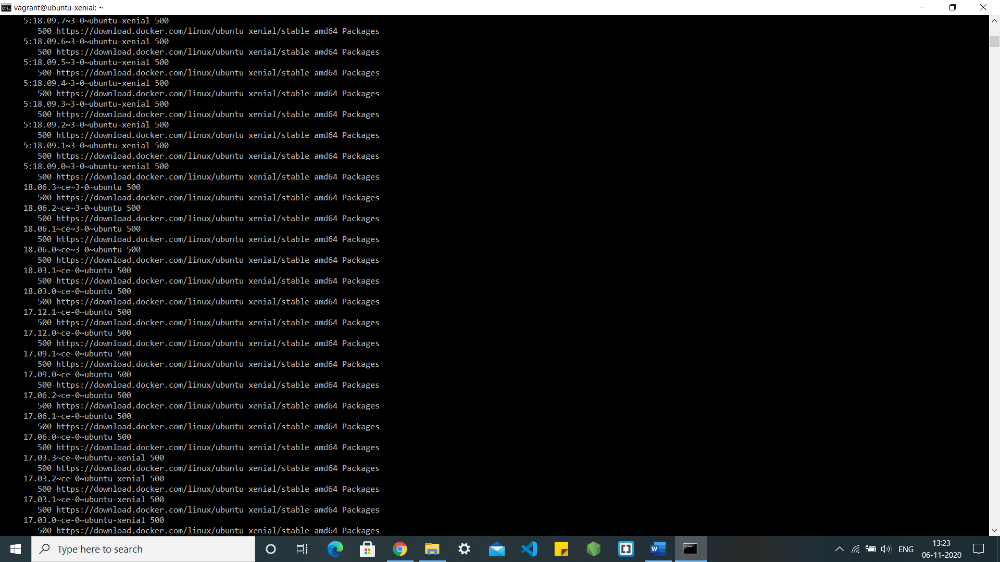 vagrant@ubuntu-xenial: ~
5:18.09.7~3-0~ubuntu-xenial 500
500 https://download.docker.com/linux/ubuntu xenial/stable amd64 Packages
5:18.09.6~3-0~ubuntu-xenial 500
500 https://download.docker.com/linux/ubuntu xenial/stable amd64 Packages
5:18.09.5~3-0~ubuntu-xenial 500
500 https://download.docker.com/linux/ubuntu xenial/stable amd64 Packages
5:18.09.4~3-0~ubuntu-xenial 500
500 https://download.docker.com/linux/ubuntu xenial/stable amd64 Packages
5:18.09.3~3-0~ubuntu-xenial 500
500 https://download.docker.com/linux/ubuntu xenial/stable amd64 Packages
5:18.09.2~3-0~ubuntu-xenial 500
500 https://download.docker.com/linux/ubuntu xenial/stable amd64 Packages
5:18.09.1~3-0~ubuntu-xenial 500
500 https://download.docker.com/linux/ubuntu xenial/stable amd64 Packages
5:18.09.0~3-0~ubuntu-xenial 500
500 https://download.docker.com/linux/ubuntu xenial/stable amd64 Packages
18.06.3~ce~3-0~ubuntu 500
500 https://download.docker.com/linux/ubuntu xenial/stable amd64 Packages
18.06.2~ce~3-0~ubuntu 500
500 https://download.docker.com/linux/ubuntu xenial/stable amd64 Packages
18.06.1~ce~3-0~ubuntu 500
500 https://download.docker.com/linux/ubuntu xenial/stable amd64 Packages
18.06.0~ce~3-0~ubuntu 500
500 https://download.docker.com/linux/ubuntu xenial/stable amd64 Packages
18.03.1~ce-0~ubuntu 500
500 https://download.docker.com/linux/ubuntu xenial/stable amd64 Packages
18.03.0~ce-0~ubuntu 500
500 https://download.docker.com/linux/ubuntu xenial/stable amd64 Packages
17.12.1~ce-0~ubuntu 500
500 https://download.docker.com/linux/ubuntu xenial/stable amd64 Packages
17.12.0~ce-0~ubuntu 500
500 https://download.docker.com/linux/ubuntu xenial/stable amd64 Packages
17.09.1~ce-0~ubuntu 500
500 https://download.docker.com/linux/ubuntu xenial/stable amd64 Packages
17.09.0~ce-0~ubuntu 500
500 https://download.docker.com/linux/ubuntu xenial/stable amd64 Packages
17.06.2~ce-0~ubuntu 500
500 https://download.docker.com/linux/ubuntu xenial/stable amd64 Packages
17.06.1~ce-0~ubuntu 500
500 https://download.docker.com/linux/ubuntu xenial/stable amd64 Packages
17.06.0~ce-0~ubuntu 500
500 https://download.docker.com/linux/ubuntu xenial/stable amd64 Packages
17.03.3~ce-0~ubuntu-xenial 500
500 https://download.docker.com/linux/ubuntu xenial/stable amd64 Packages
17.03.2~ce-0~ubuntu-xenial 500
500 https://download.docker.com/linux/ubuntu xenial/stable amd64 Packages
17.03.1~ce-0~ubuntu-xenial 500
500 https://download.docker.com/linux/ubuntu xenial/stable amd64 Packages
17.03.0~ce-0~ubuntu-xenial 500
500 https://download.docker.com/linux/ubuntu xenial/stable amd64 Packages
Type here to search
ENG
13:23
06-11-2020